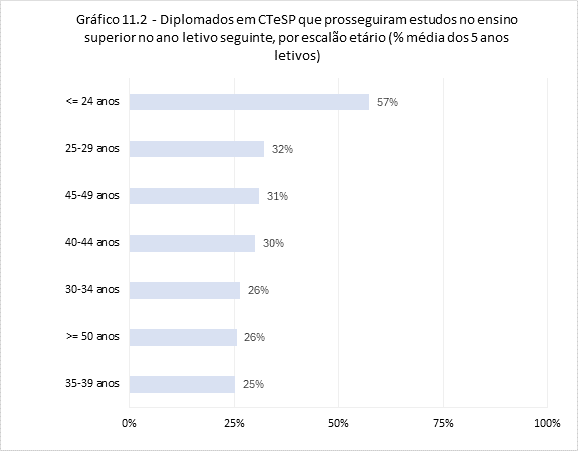 Gráfico 11.2 - Diplomados em CTeSP que prosseguiram estudos no ensino
superior no ano letivo seguinte, por escalão etário (% média dos 5 anos
letivos)
<= 24 anos 57%
25-29 anos 32%
45-49 anos 31%
40-44 anos 30%
30-34 anos 26%
>= 50 anos 26%
35-39 anos 25%
0% 25% 50% 75% 100%